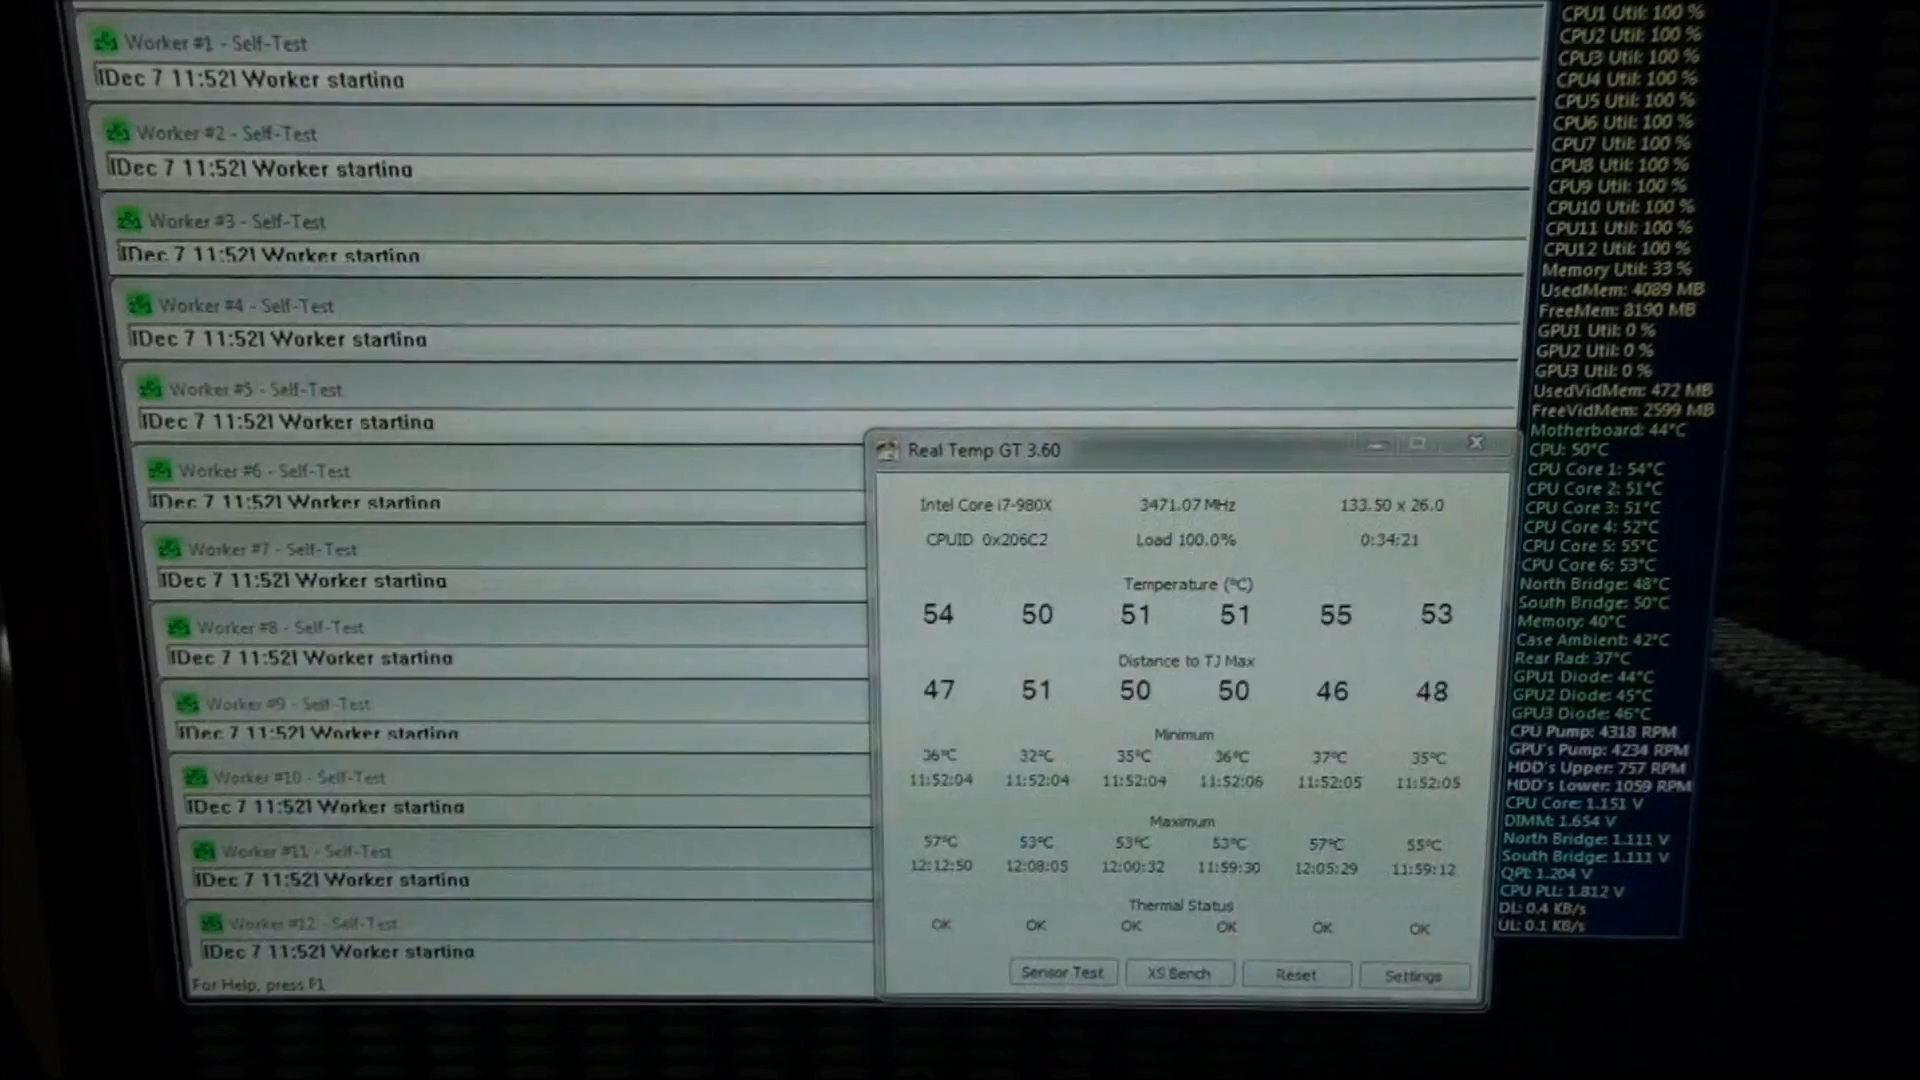 Worker #1 - Self-Test
[Dec 7 11:52] Worker starting
Worker #2 - Self-Test
[Dec 7 11:52] Worker starting
Worker #3 - Self-Test
[Dec 7 11:52] Worker starting
Worker #4 - Self-Test
[Dec 7 11:52] Worker starting
Worker #5 - Self-Test
[Dec 7 11:52] Worker starting
Worker #6 - Self-Test
[Dec 7 11:52] Worker starting
Worker #7 - Self-Test
[Dec 7 11:52] Worker starting
Worker #8 - Self-Test
[Dec 7 11:52] Worker starting
Worker #9 - Self-Test
[Dec 7 11:52] Worker starting
Worker #10 - Self-Test
[Dec 7 11:52] Worker starting
Worker #11 - Self-Test
[Dec 7 11:52] Worker starting
Worker #12 - Self-Test
[Dec 7 11:52] Worker starting
For Help, press F1
Real Temp GT 3.60
Intel Core i7-980X 3471.07 MHz 133.50 x 26.0
CPUID 0x206C2 Load 100.0% 0:34:21
Temperature (ºC)
54 50 51 51 55 53
Distance to TJ Max
47 51 50 50 46 48
Minimum
36ºC 32ºC 35ºC 36ºC 37ºC 35ºC
11:52:04 11:52:04 11:52:04 11:52:06 11:52:05 11:52:05
Maximum
57ºC 53ºC 53ºC 53ºC 57ºC 55ºC
12:12:50 12:08:05 12:00:32 11:59:30 12:05:29 11:59:12
Thermal Status
OK OK OK OK OK OK
Sensor Test XS Bench Reset Settings
CPU1 Util: 100 %
CPU2 Util: 100 %
CPU3 Util: 100 %
CPU4 Util: 100 %
CPU5 Util: 100 %
CPU6 Util: 100 %
CPU7 Util: 100 %
CPU8 Util: 100 %
CPU9 Util: 100 %
CPU10 Util: 100 %
CPU11 Util: 100 %
CPU12 Util: 100 %
Memory Util: 33 %
UsedMem: 4089 MB
FreeMem: 8190 MB
GPU1 Util: 0 %
GPU2 Util: 0 %
GPU3 Util: 0 %
UsedVidMem: 472 MB
FreeVidMem: 2599 MB
Motherboard: 44°C
CPU: 50°C
CPU Core 1: 54°C
CPU Core 2: 51°C
CPU Core 3: 51°C
CPU Core 4: 52°C
CPU Core 5: 55°C
CPU Core 6: 53°C
North Bridge: 48°C
South Bridge: 50°C
Memory: 40°C
Case Ambient: 42°C
Rear Rad: 37°C
GPU1 Diode: 44°C
GPU2 Diode: 45°C
GPU3 Diode: 46°C
CPU Pump: 4318 RPM
GPU's Pump: 4234 RPM
HDD's Upper: 757 RPM
HDD's Lower: 1059 RPM
CPU Core: 1.151 V
DIMM: 1.654 V
North Bridge: 1.111 V
South Bridge: 1.111 V
QPI: 1.204 V
CPU PLL: 1.812 V
DL: 0.4 KB/s
UL: 0.1 KB/s